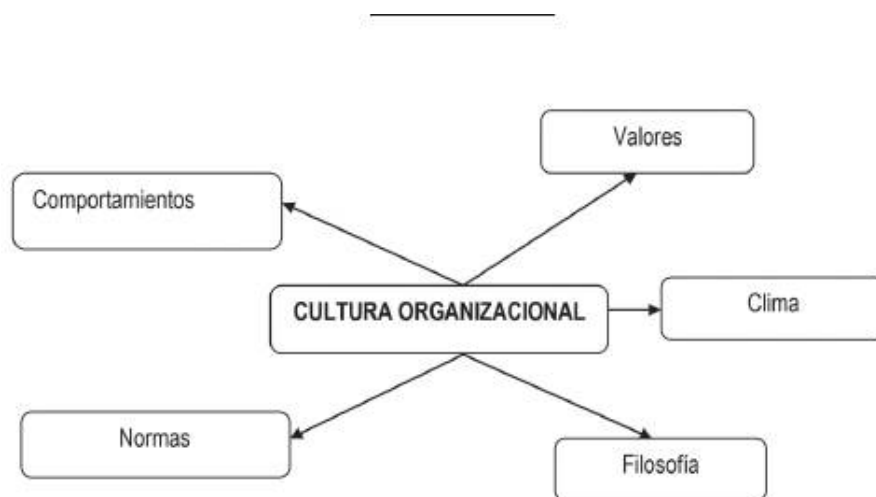 Valores
Comportamientos
CULTURA ORGANIZACIONAL
Clima
Normas
Filosofía